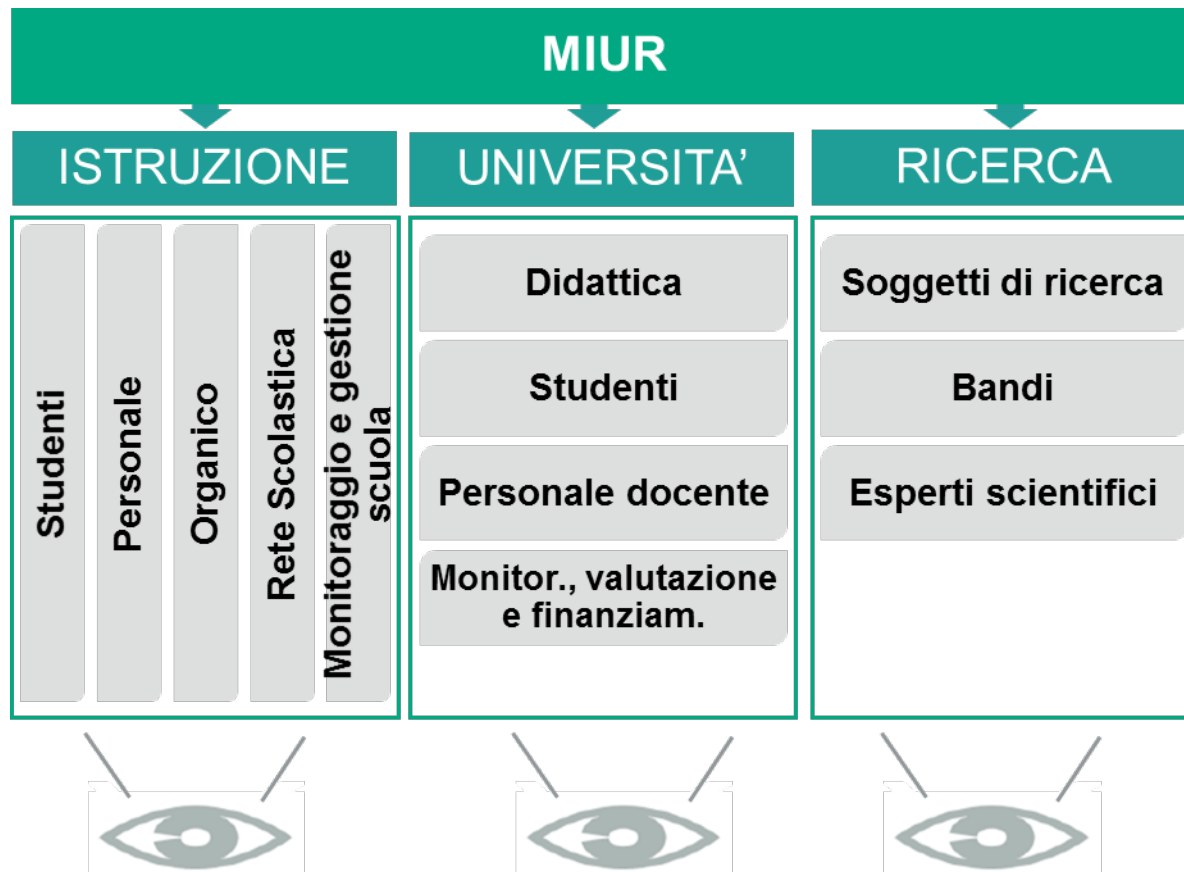 MIUR
ISTRUZIONE
Studenti
Personale
Organico
Rete Scolastica
Monitoraggio e gestione
scuola
UNIVERSITA’
Didattica
Studenti
Personale docente
Monitor., valutazione
e finanziam.
RICERCA
Soggetti di ricerca
Bandi
Esperti scientifici